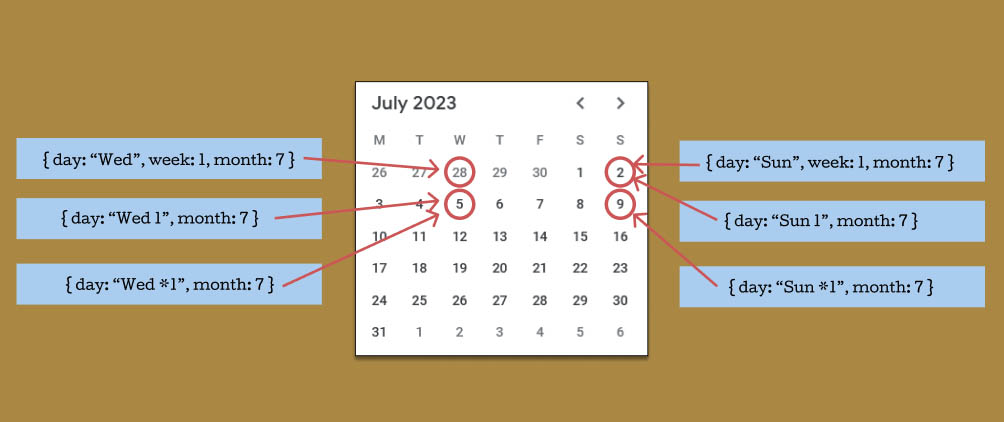 July 2023
M T W T F S S
26 27 28 29 30 1 2
3 4 5 6 7 8 9
10 11 12 13 14 15 16
17 18 19 20 21 22 23
24 25 26 27 28 29 30
31 1 2 3 4 5 6
{ day: “Wed”, week: 1, month: 7 }
{ day: “Wed 1”, month: 7 }
{ day: “Wed *1”, month: 7 }
{ day: “Sun”, week: 1, month: 7 }
{ day: “Sun 1”, month: 7 }
{ day: “Sun *1”, month: 7 }